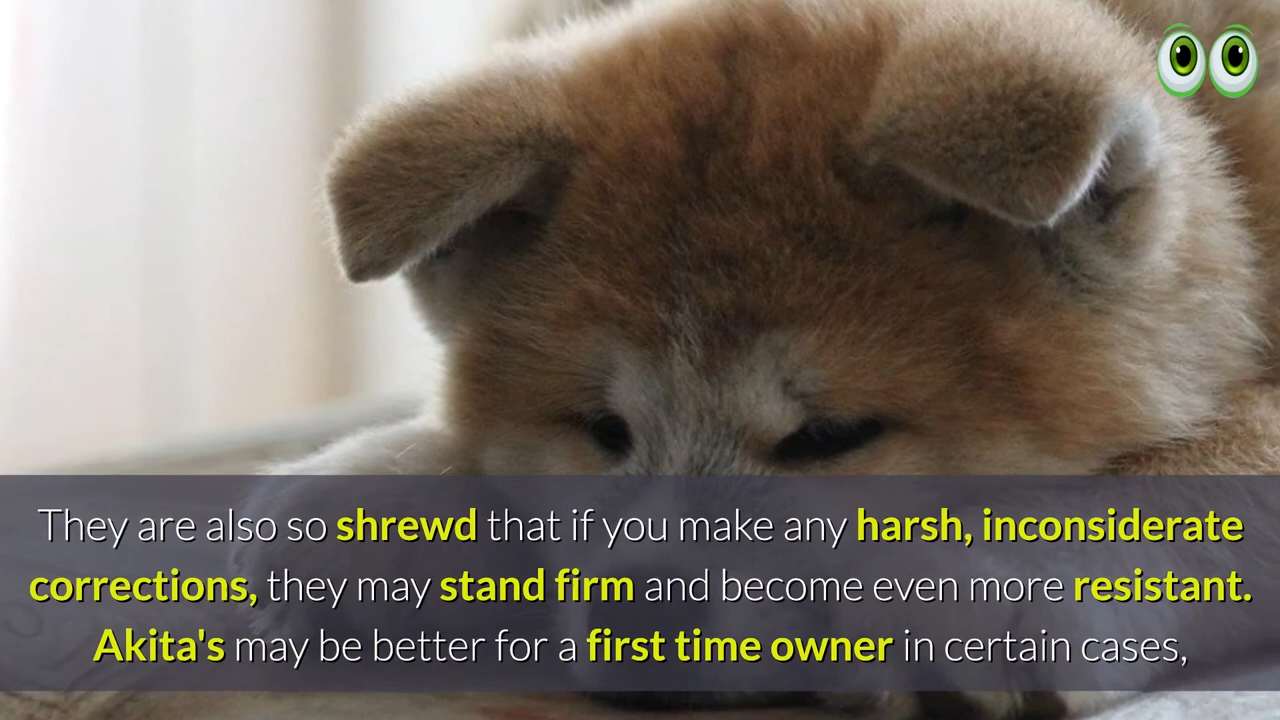 They are also so shrewd that if you make any harsh, inconsiderate
corrections, they may stand firm and become even more resistant.
Akita's may be better for a first time owner in certain cases,